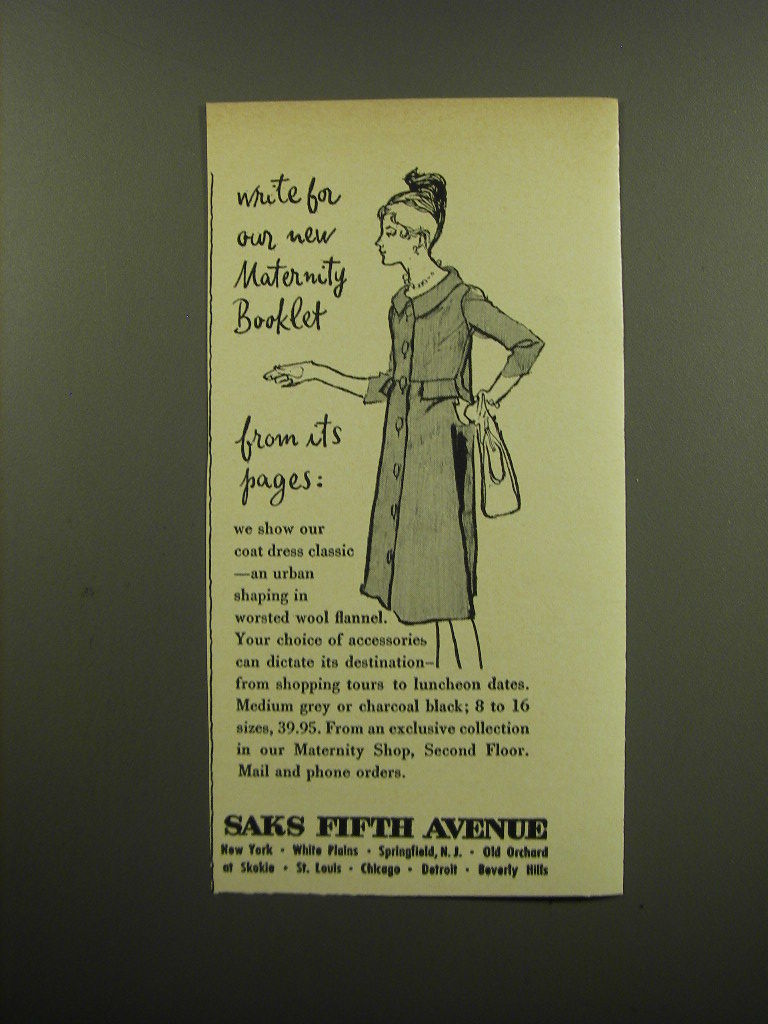 write for
our new
Maternity
Booklet
from its
pages:
we show our
coat dress classic
—an urban
shaping in
worsted wool flannel.
Your choice of accessories
can dictate its destination—
from shopping tours to luncheon dates.
Medium grey or charcoal black; 8 to 16
sizes, 39.95. From an exclusive collection
in our Maternity Shop, Second Floor.
Mail and phone orders.
SAKS FIFTH AVENUE
New York • White Plains • Springfield, N. J. • Old Orchard
at Skokie • St. Louis • Chicago • Detroit • Beverly Hills